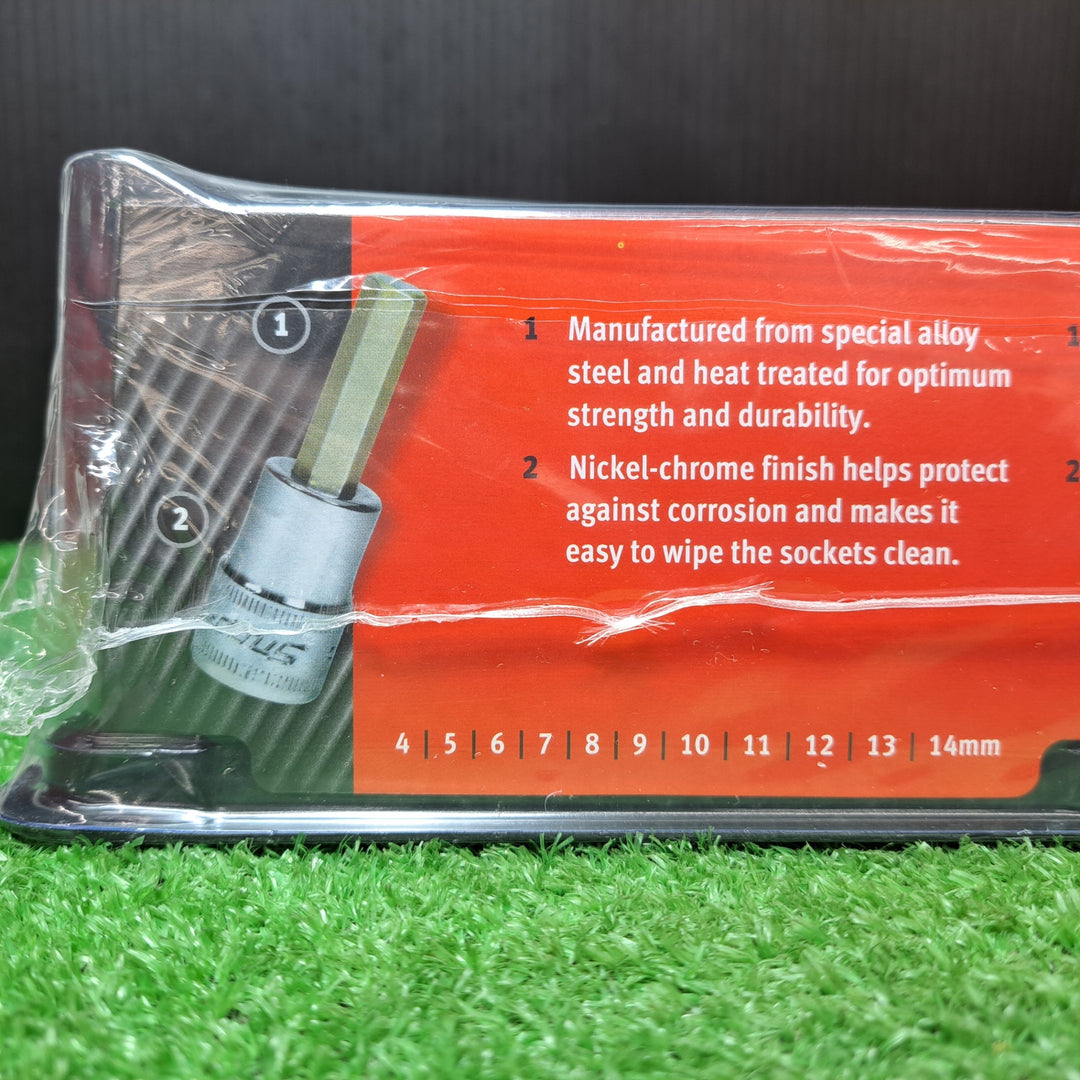 1
2
1 Manufactured from special alloy
steel and heat treated for optimum
strength and durability.
2 Nickel-chrome finish helps protect
against corrosion and makes it
easy to wipe the sockets clean.
1
2
4 | 5 | 6 | 7 | 8 | 9 | 10 | 11 | 12 | 13 | 14mm